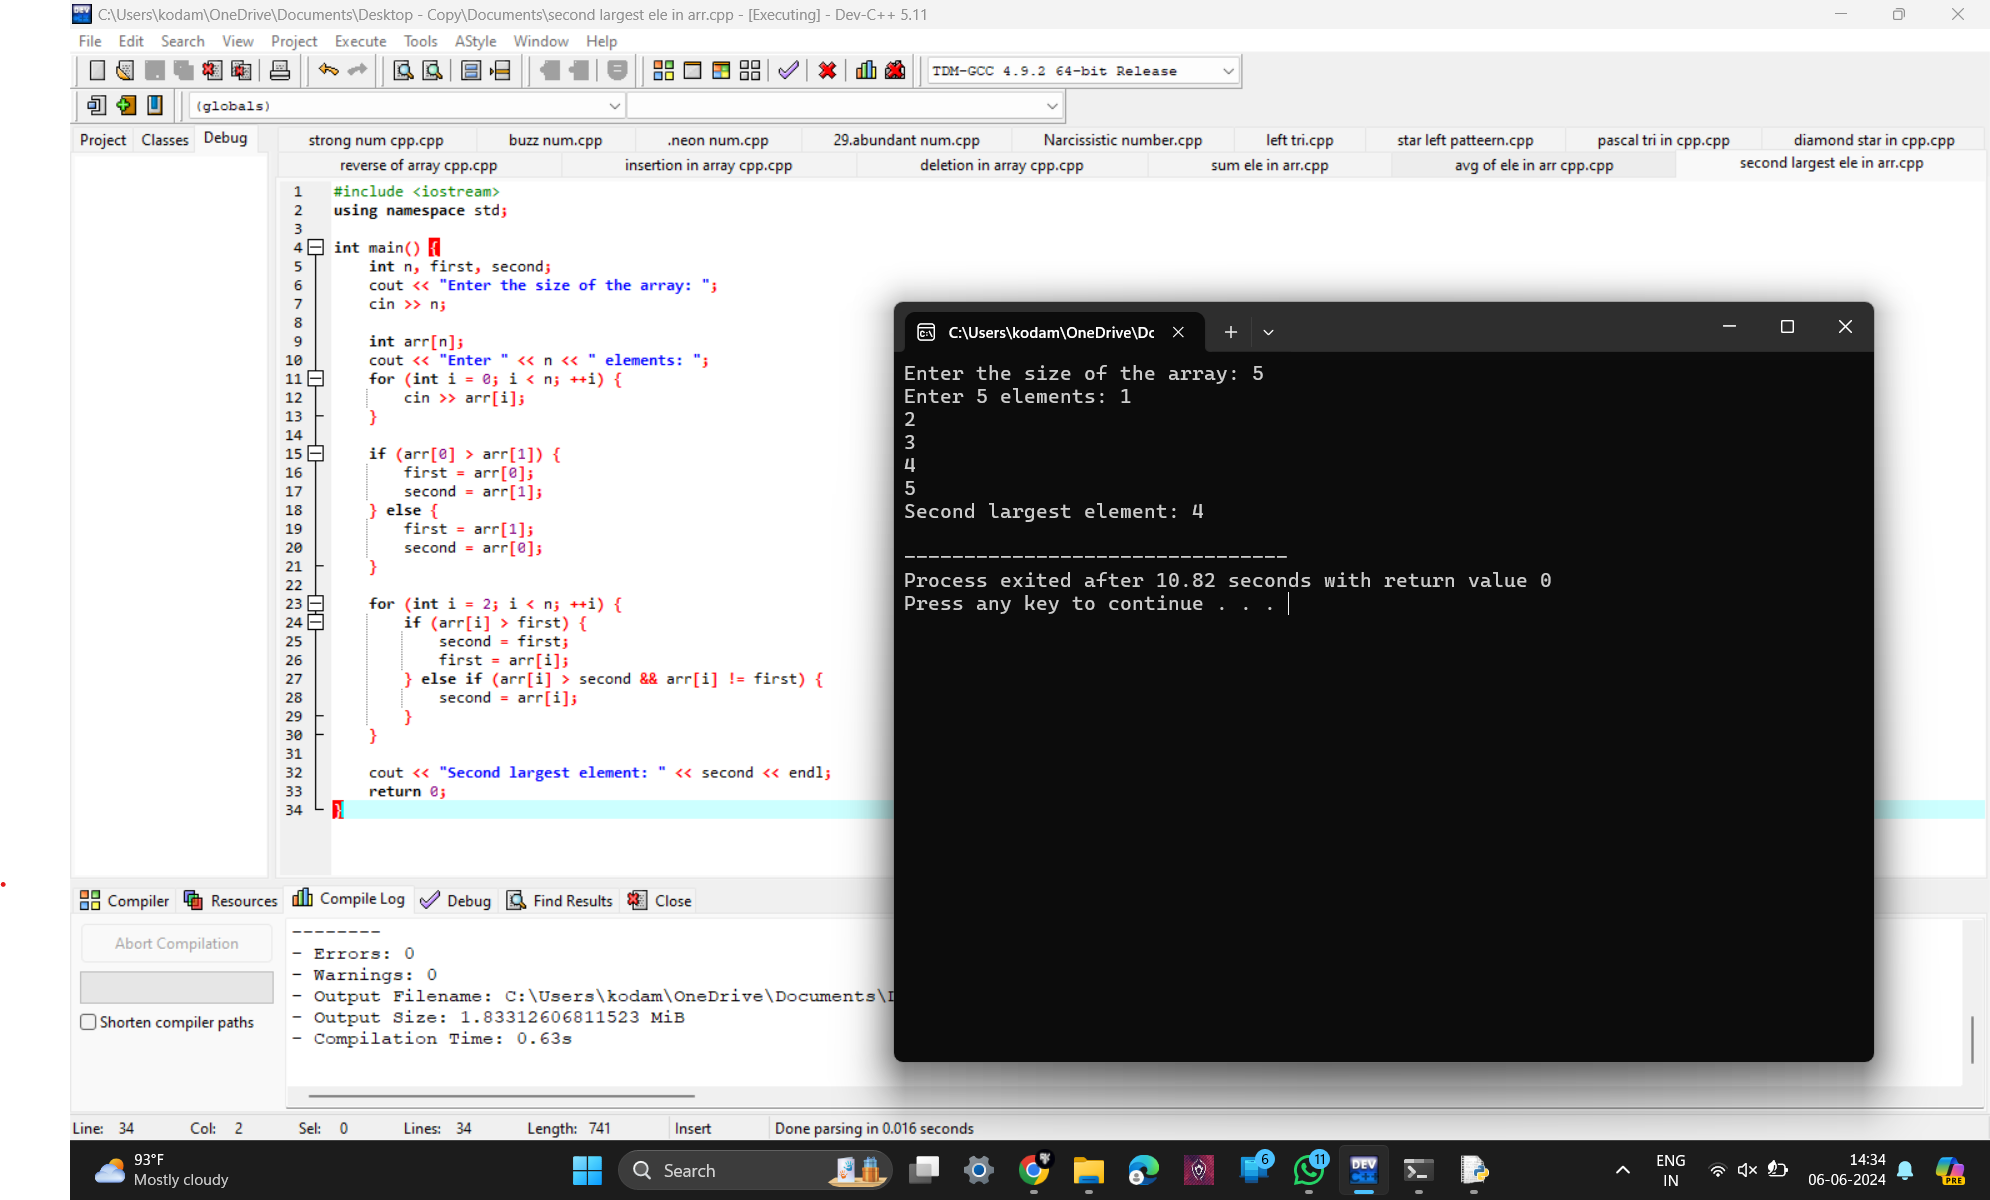 C:\Users\kodam\OneDrive\Documents\Desktop - Copy\Documents\second largest ele in arr.cpp - [Executing] - Dev-C++ 5.11
File Edit Search View Project Execute Tools AStyle Window Help
TDM-GCC 4.9.2 64-bit Release
(globals)
Project Classes Debug
strong num cpp.cpp buzz num.cpp .neon num.cpp 29.abundant num.cpp Narcissistic number.cpp left tri.cpp star left patteern.cpp pascal tri in cpp.cpp diamond star in cpp.cpp
reverse of array cpp.cpp insertion in array cpp.cpp deletion in array cpp.cpp sum ele in arr.cpp avg of ele in arr cpp.cpp second largest ele in arr.cpp
1 #include <iostream>
2 using namespace std;
3
4 int main() {
5 int n, first, second;
6 cout << "Enter the size of the array: ";
7 cin >> n;
8
9 int arr[n];
10 cout << "Enter " << n << " elements: ";
11 for (int i = 0; i < n; ++i) {
12 cin >> arr[i];
13 }
14
15 if (arr[0] > arr[1]) {
16 first = arr[0];
17 second = arr[1];
18 } else {
19 first = arr[1];
20 second = arr[0];
21 }
22
23 for (int i = 2; i < n; ++i) {
24 if (arr[i] > first) {
25 second = first;
26 first = arr[i];
27 } else if (arr[i] > second && arr[i] != first) {
28 second = arr[i];
29 }
30 }
31
32 cout << "Second largest element: " << second << endl;
33 return 0;
34 }
C:\Users\kodam\OneDrive\Dc
Enter the size of the array: 5
Enter 5 elements: 1
2
3
4
5
Second largest element: 4
--------------------------------
Process exited after 10.82 seconds with return value 0
Press any key to continue . . .
Compiler Resources Compile Log Debug Find Results Close
Abort Compilation
Shorten compiler paths
--------
- Errors: 0
- Warnings: 0
- Output Filename: C:\Users\kodam\OneDrive\Documents\
- Output Size: 1.83312606811523 MiB
- Compilation Time: 0.63s
Line: 34 Col: 2 Sel: 0 Lines: 34 Length: 741 Insert Done parsing in 0.016 seconds
93°F
Mostly cloudy
Search
6
11
DEV C++
ENG
IN
14:34
06-06-2024
PRE